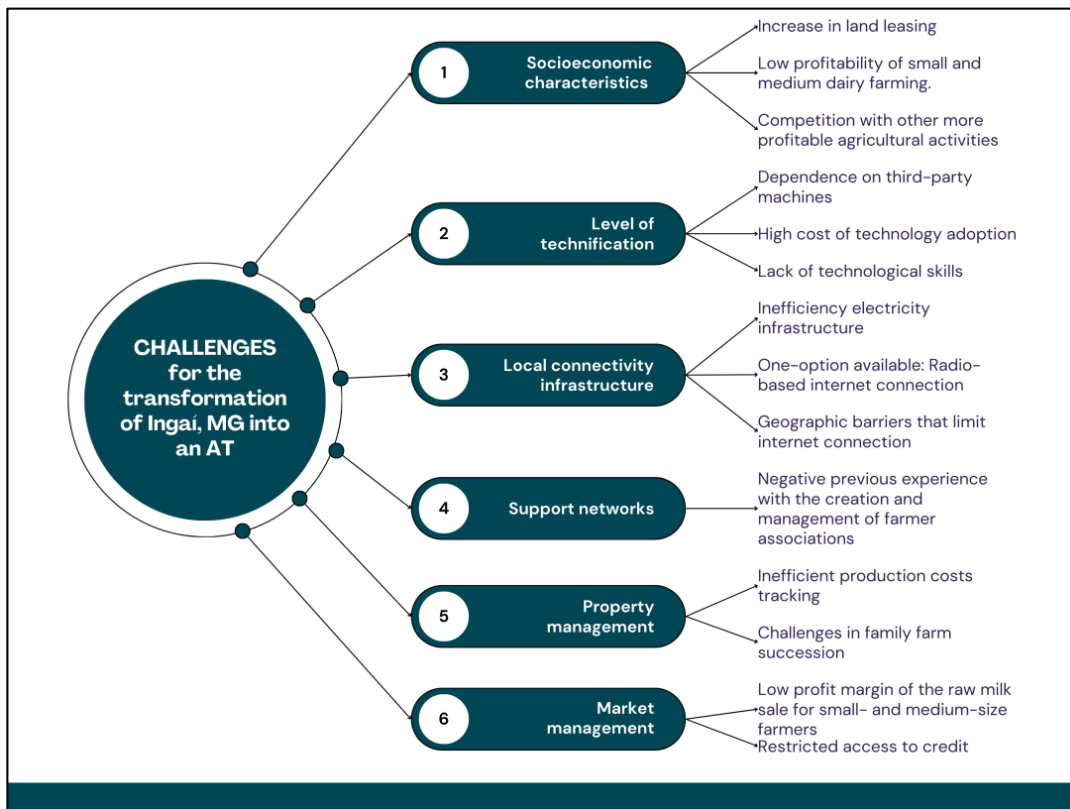 CHALLENGES
for the
transformation
of Ingaí, MG into
an AT
1
Socioeconomic
characteristics
Increase in land leasing
Low profitability of small and
medium dairy farming.
Competition with other more
profitable agricultural activities
2
Level of
technification
Dependence on third-party
machines
High cost of technology adoption
Lack of technological skills
3
Local connectivity
infrastructure
Inefficiency electricity
infrastructure
One-option available: Radio-
based internet connection
Geographic barriers that limit
internet connection
4
Support networks
Negative previous experience
with the creation and
management of farmer
associations
5
Property
management
Inefficient production costs
tracking
Challenges in family farm
succession
6
Market
management
Low profit margin of the raw milk
sale for small- and medium-size
farmers
Restricted access to credit